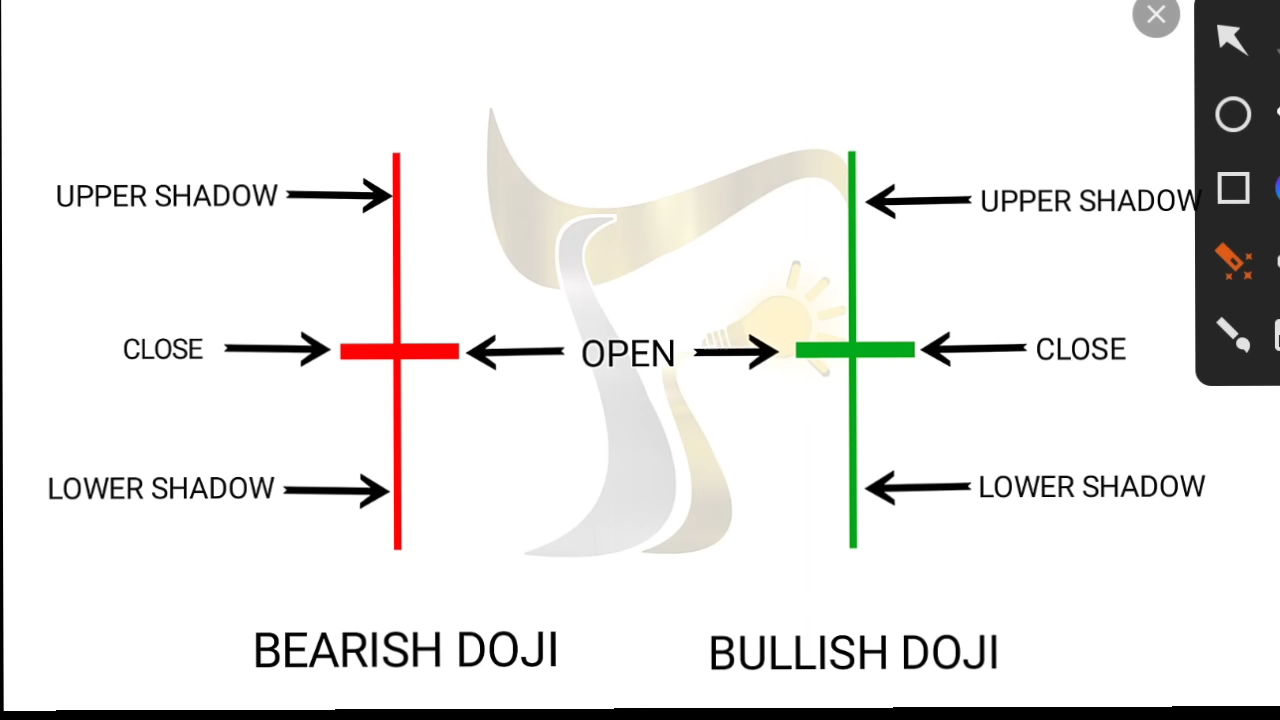 UPPER SHADOW
UPPER SHADOW
CLOSE
OPEN
CLOSE
LOWER SHADOW
LOWER SHADOW
BEARISH DOJI
BULLISH DOJI